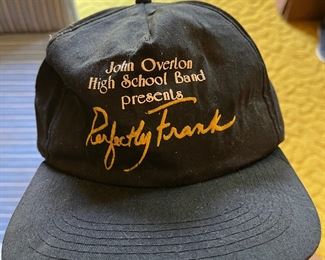 John Overton
High School Band
presents
Perfectly Frank